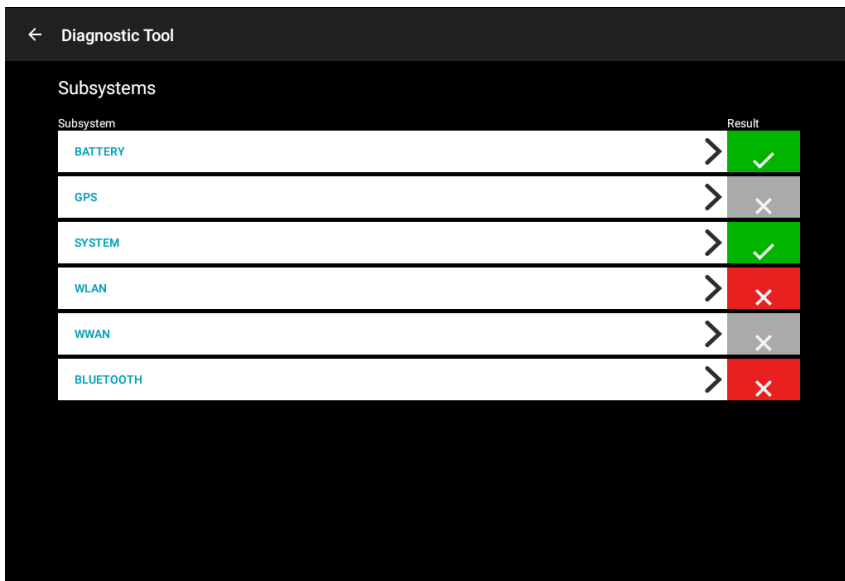 Diagnostic Tool
Subsystems
Subsystem Result
BATTERY
GPS
SYSTEM
WLAN
WWAN
BLUETOOTH